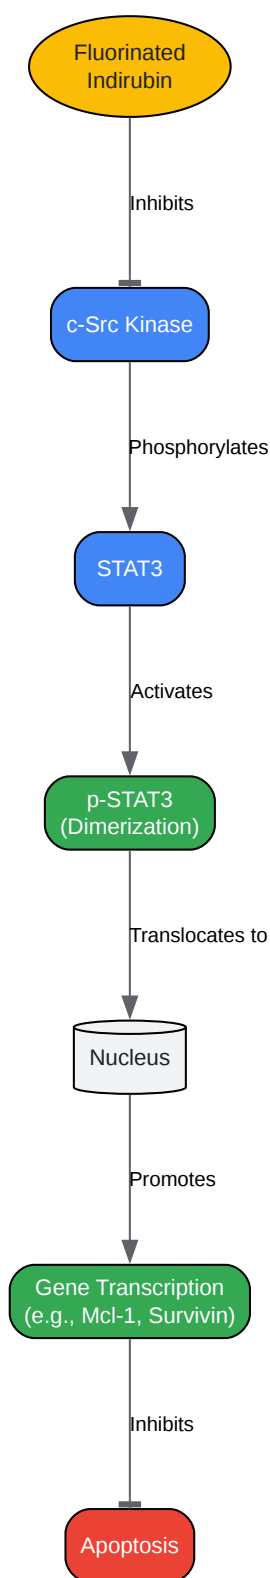 Fluorinated
Indirubin
Inhibits
c-Src Kinase
Phosphorylates
STAT3
Activates
p-STAT3
(Dimerization)
Translocates to
Nucleus
Promotes
Gene Transcription
(e.g., Mcl-1, Survivin)
Inhibits
Apoptosis